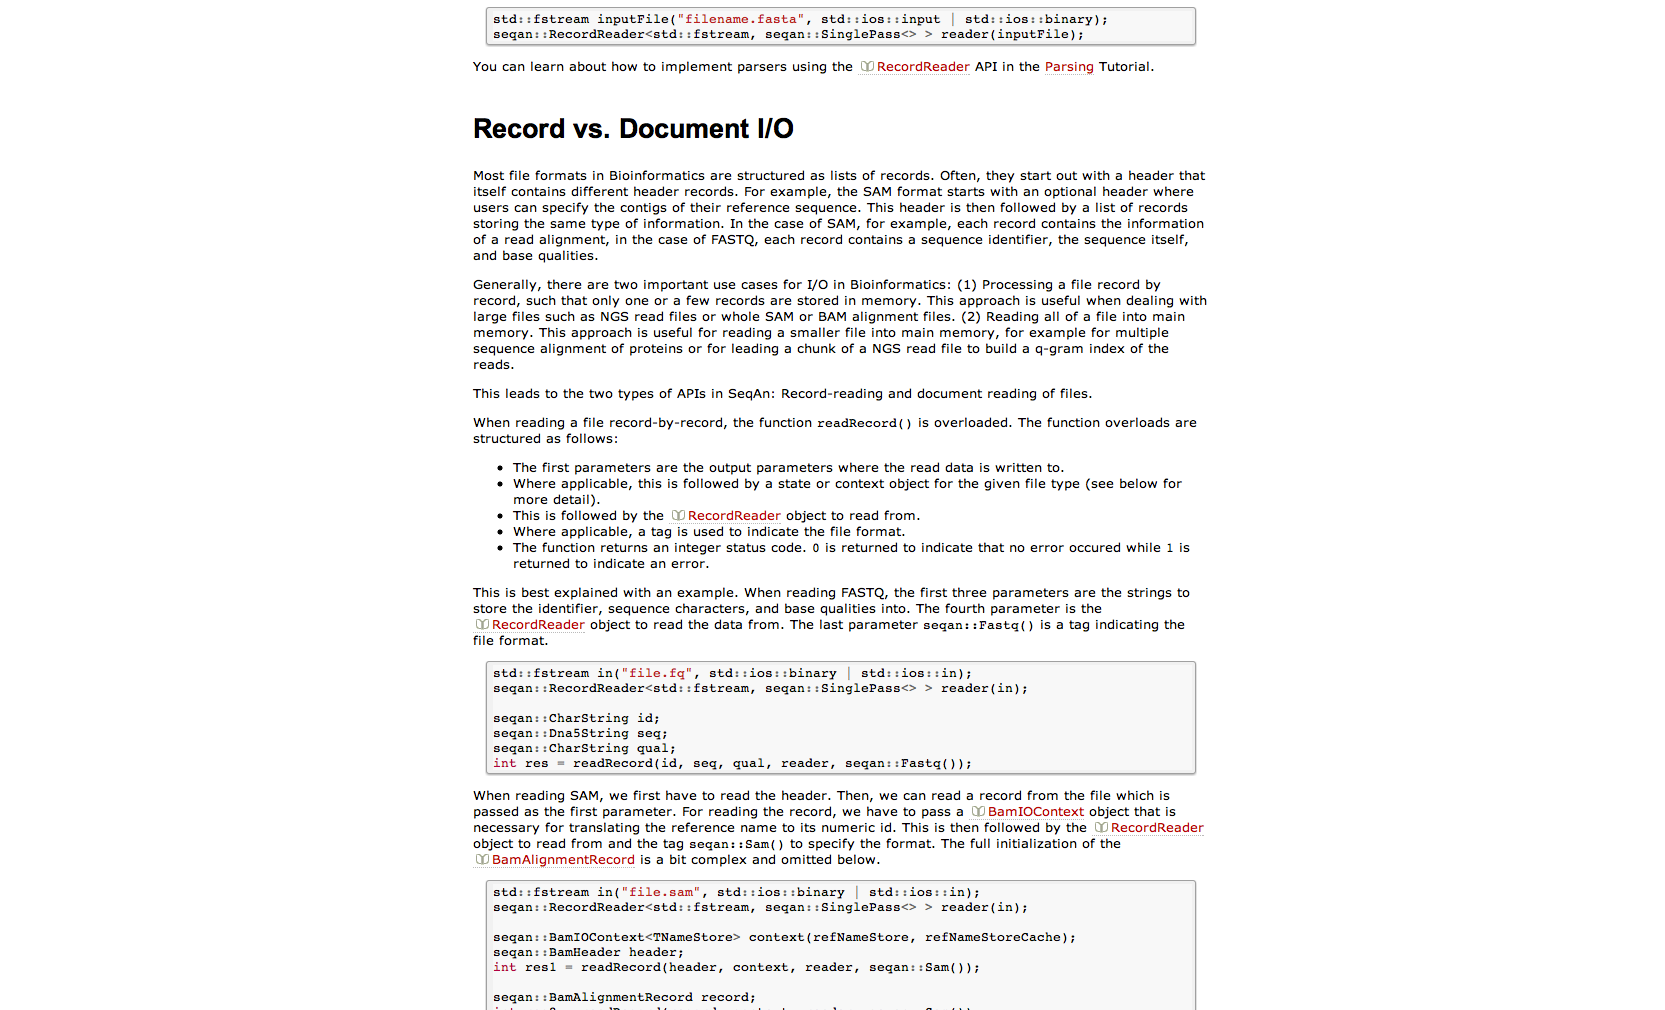 std::fstream inputFile("filename.fasta", std::ios::input | std::ios::binary);
seqan::RecordReader<std::fstream, seqan::SinglePass<> > reader(inputFile);
You can learn about how to implement parsers using the RecordReader API in the Parsing Tutorial.
Record vs. Document I/O
Most file formats in Bioinformatics are structured as lists of records. Often, they start out with a header that
itself contains different header records. For example, the SAM format starts with an optional header where
users can specify the contigs of their reference sequence. This header is then followed by a list of records
storing the same type of information. In the case of SAM, for example, each record contains the information
of a read alignment, in the case of FASTQ, each record contains a sequence identifier, the sequence itself,
and base qualities.
Generally, there are two important use cases for I/O in Bioinformatics: (1) Processing a file record by
record, such that only one or a few records are stored in memory. This approach is useful when dealing with
large files such as NGS read files or whole SAM or BAM alignment files. (2) Reading all of a file into main
memory. This approach is useful for reading a smaller file into main memory, for example for multiple
sequence alignment of proteins or for leading a chunk of a NGS read file to build a q-gram index of the
reads.
This leads to the two types of APIs in SeqAn: Record-reading and document reading of files.
When reading a file record-by-record, the function readRecord() is overloaded. The function overloads are
structured as follows:
• The first parameters are the output parameters where the read data is written to.
• Where applicable, this is followed by a state or context object for the given file type (see below for
more detail).
• This is followed by the RecordReader object to read from.
• Where applicable, a tag is used to indicate the file format.
• The function returns an integer status code. 0 is returned to indicate that no error occured while 1 is
returned to indicate an error.
This is best explained with an example. When reading FASTQ, the first three parameters are the strings to
store the identifier, sequence characters, and base qualities into. The fourth parameter is the
RecordReader object to read the data from. The last parameter seqan::Fastq() is a tag indicating the
file format.
std::fstream in("file.fq", std::ios::binary | std::ios::in);
seqan::RecordReader<std::fstream, seqan::SinglePass<> > reader(in);
seqan::CharString id;
seqan::Dna5String seq;
seqan::CharString qual;
int res = readRecord(id, seq, qual, reader, seqan::Fastq());
When reading SAM, we first have to read the header. Then, we can read a record from the file which is
passed as the first parameter. For reading the record, we have to pass a BamIOContext object that is
necessary for translating the reference name to its numeric id. This is then followed by the RecordReader
object to read from and the tag seqan::Sam() to specify the format. The full initialization of the
BamAlignmentRecord is a bit complex and omitted below.
std::fstream in("file.sam", std::ios::binary | std::ios::in);
seqan::RecordReader<std::fstream, seqan::SinglePass<> > reader(in);
seqan::BamIOContext<TNameStore> context(refNameStore, refNameStoreCache);
seqan::BamHeader header;
int res1 = readRecord(header, context, reader, seqan::Sam());
seqan::BamAlignmentRecord record;